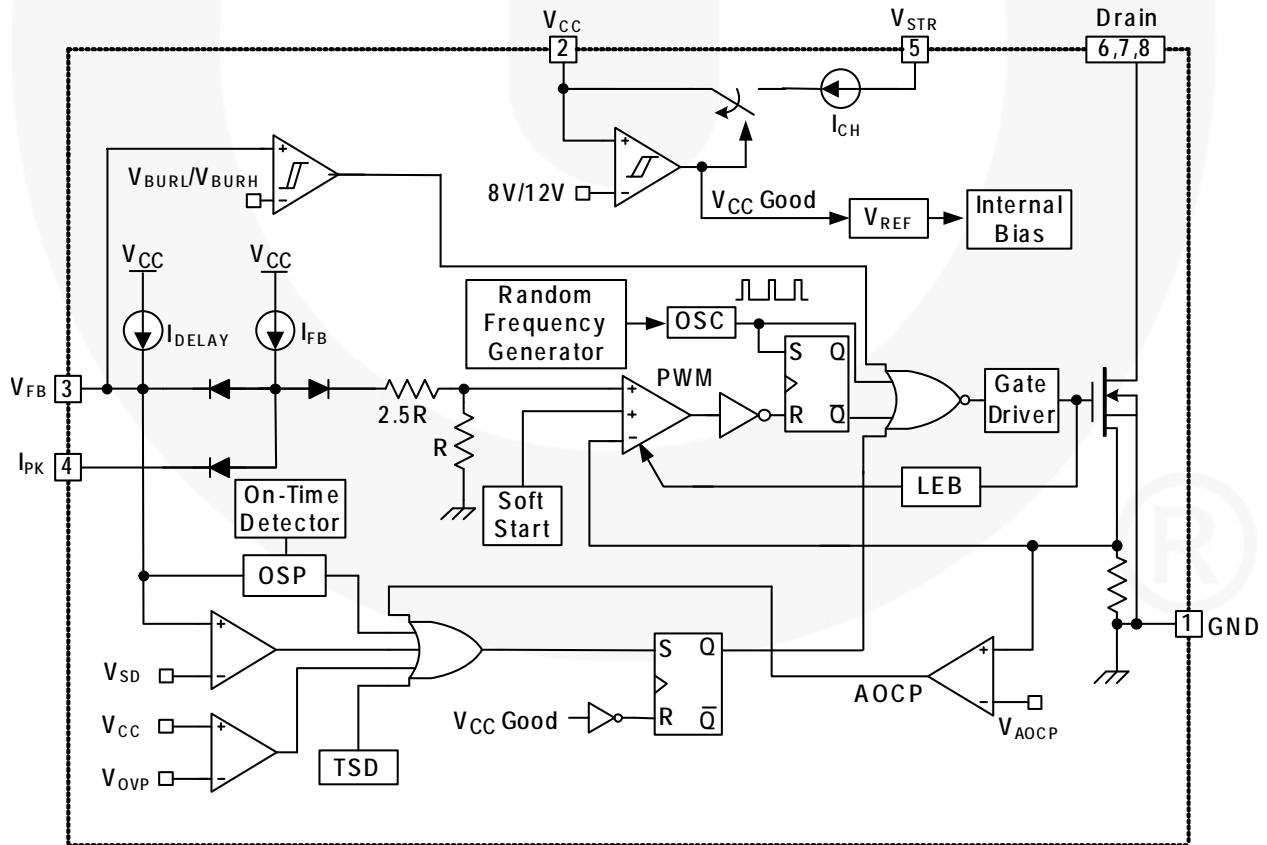 VCC
VSTR
Drain
2
5
6,7,8
ICH
+
-
VBURL/VBURH
8V/12V
+
-
VCC Good
VREF
Internal
Bias
VCC
VCC
IDELAY
IFB
Random
Frequency
Generator
OSC
S
Q
R
Q
PWM
VFB
3
2.5R
R
+
+
-
Gate
Driver
IPK
4
LEB
On-Time
Detector
Soft
Start
OSP
®
1
GND
+
-
VSD
S
Q
R
Q
+
-
AOCP
VAOCP
VCC
+
VOVP
-
TSD
VCC Good